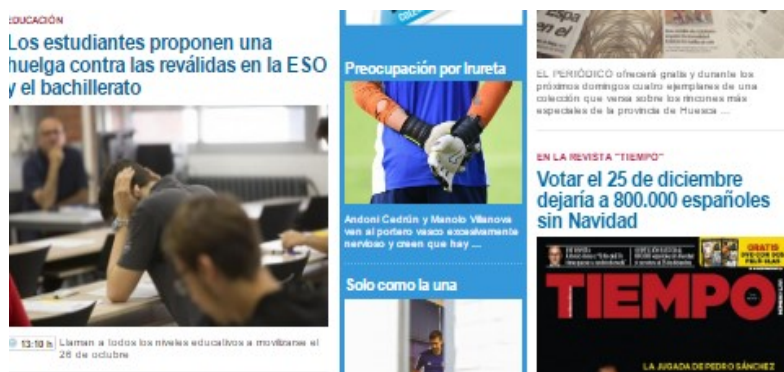 EDUCACIÓN
Los estudiantes proponen una
huelga contra las reválidas en la ESO
y el bachillerato
13:10 h Llaman a todos los niveles educativos a movilizarse el
26 de octubre
Preocupación por Irureta
Andoni Cedrún y Manolo Villanova
ven al portero vasco excesivamente
nervioso y creen que hay ...
Solo como la una
EL PERIÓDICO ofrecerá gratis y durante los
próximos domingos cuatro ejemplares de una
colección que versa sobre los rincones más
especiales de la provincia de Huesca ...
EN LA REVISTA "TIEMPO"
Votar el 25 de diciembre
dejaría a 800.000 españoles
sin Navidad
GRATIS
TIEMPO
LA JUGADA DE PEDRO SÁNCHEZ